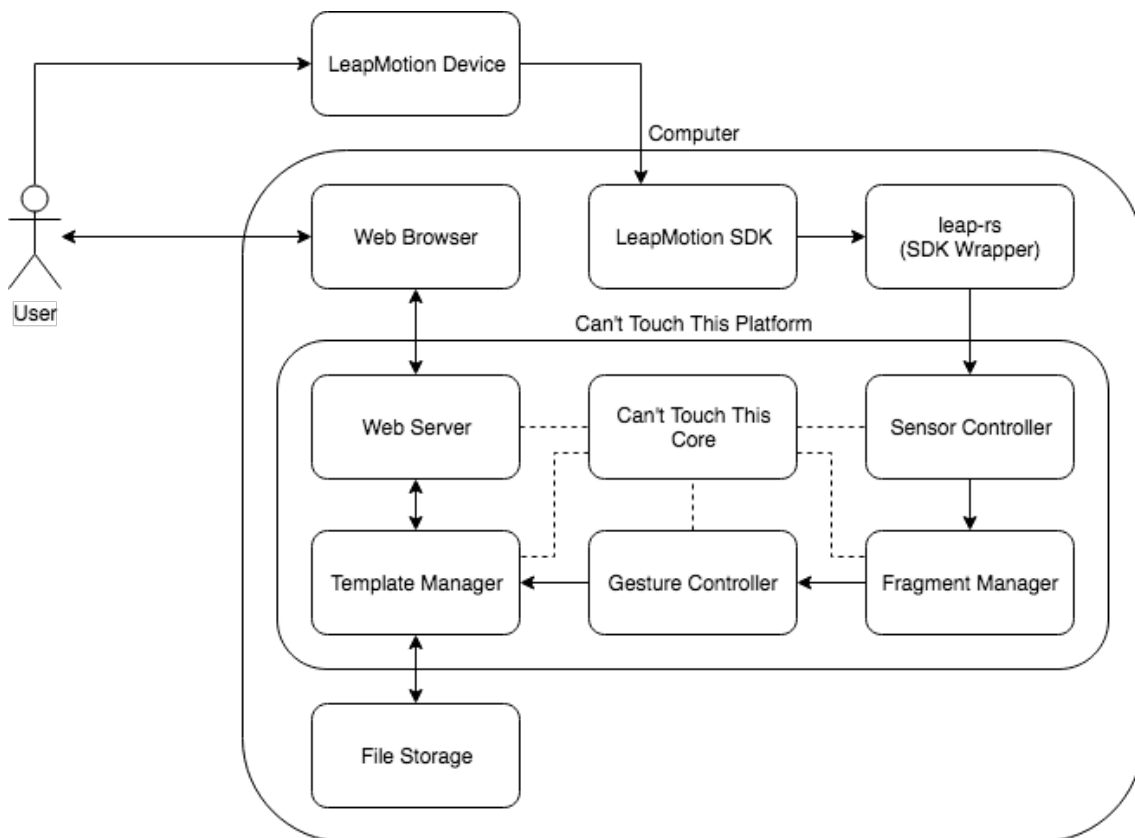 LeapMotion Device
Computer
Web Browser
LeapMotion SDK
leap-rs
(SDK Wrapper)
User
Can't Touch This Platform
Web Server
Can't Touch This
Core
Sensor Controller
Template Manager
Gesture Controller
Fragment Manager
File Storage